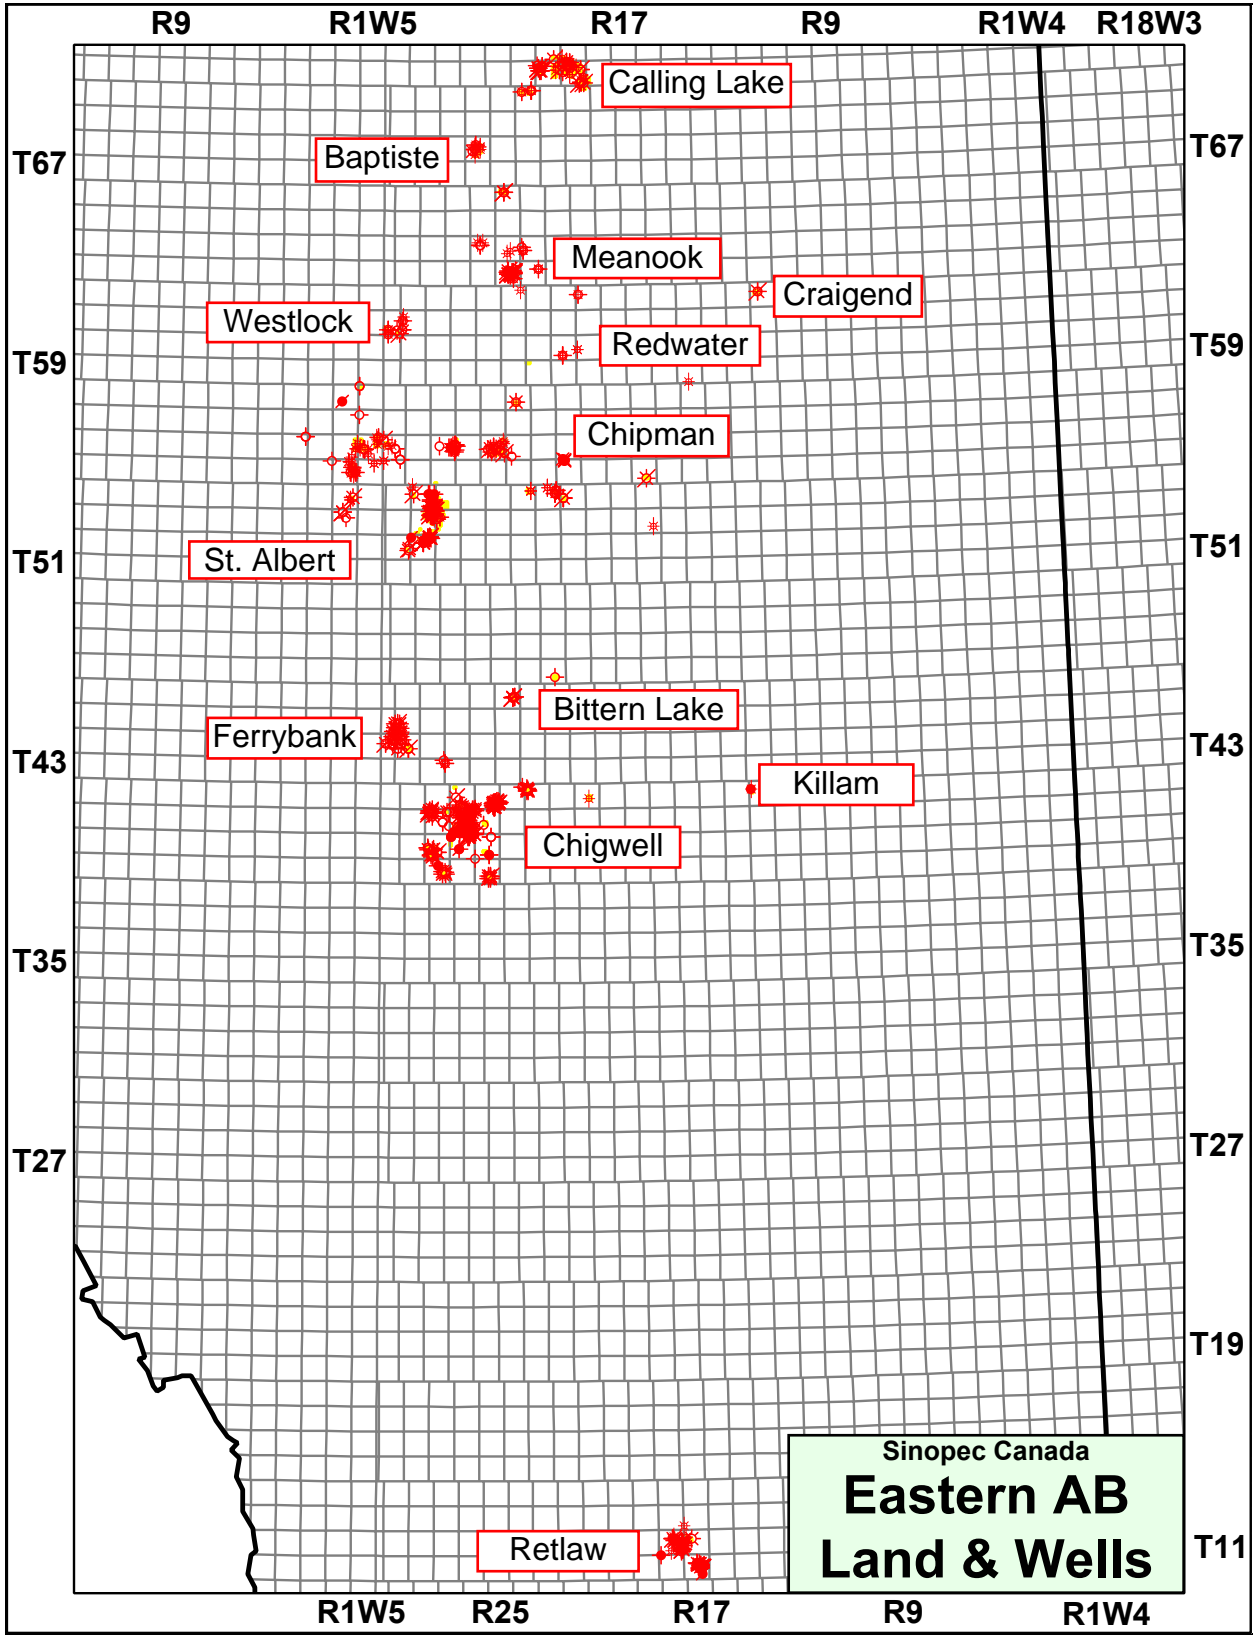 R9 R1W5 R17 R9 R1W4 R18W3
Calling Lake
Baptiste
T67
T67
Meanook
Craigend
Westlock
Redwater
T59
T59
Chipman
St. Albert
T51
T51
Bittern Lake
Ferrybank
T43
T43
Killam
Chigwell
T35
T35
T27
T27
T19
Sinopec Canada
Eastern AB
Land & Wells
Retlaw
T11
R1W5 R25 R17 R9 R1W4